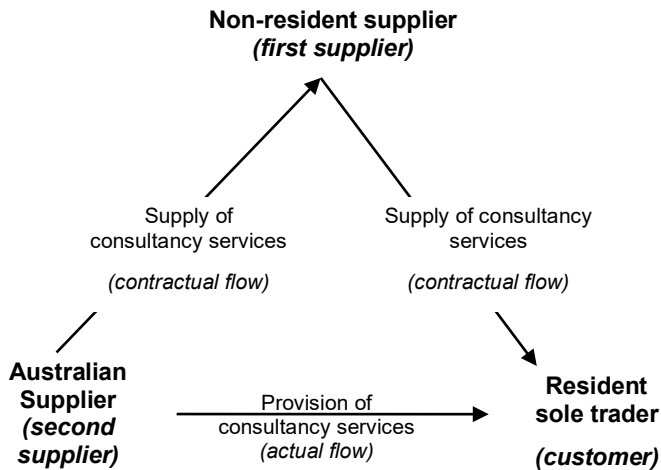 Non-resident supplier
(first supplier)
Supply of
consultancy services
(contractual flow)
Supply of consultancy
services
(contractual flow)
Australian
Supplier
(second
supplier)
Provision of
consultancy services
(actual flow)
Resident
sole trader
(customer)